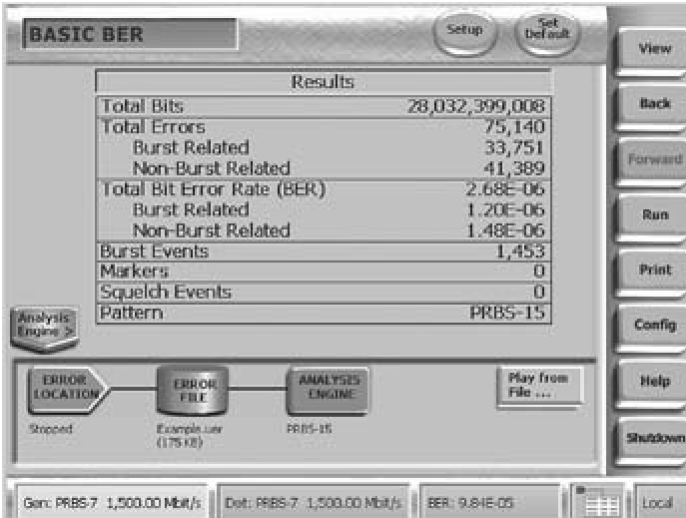 BASIC BER
Setup
Set Default
View
Results
Total Bits 28,032,399,008
Back
Total Errors 75,140
Burst Related 33,751
Non-Burst Related 41,389
Forward
Total Bit Error Rate (BER) 2.68E-06
Burst Related 1.20E-06
Non-Burst Related 1.48E-06
Run
Burst Events 1,453
Markers 0
Print
Squelch Events 0
Pattern PRBS-15
Analysis Engine >
Config
ERROR LOCATION
ERROR FILE
ANALYSIS ENGINE
Play from File ...
Help
Stopped
Example.uer
(175 KB)
PRBS-15
Shutdown
Gen: PRBS-7 1,500.00 Mbit/s
Det: PRBS-7 1,500.00 Mbit/s
BER: 9.84E-05
Local